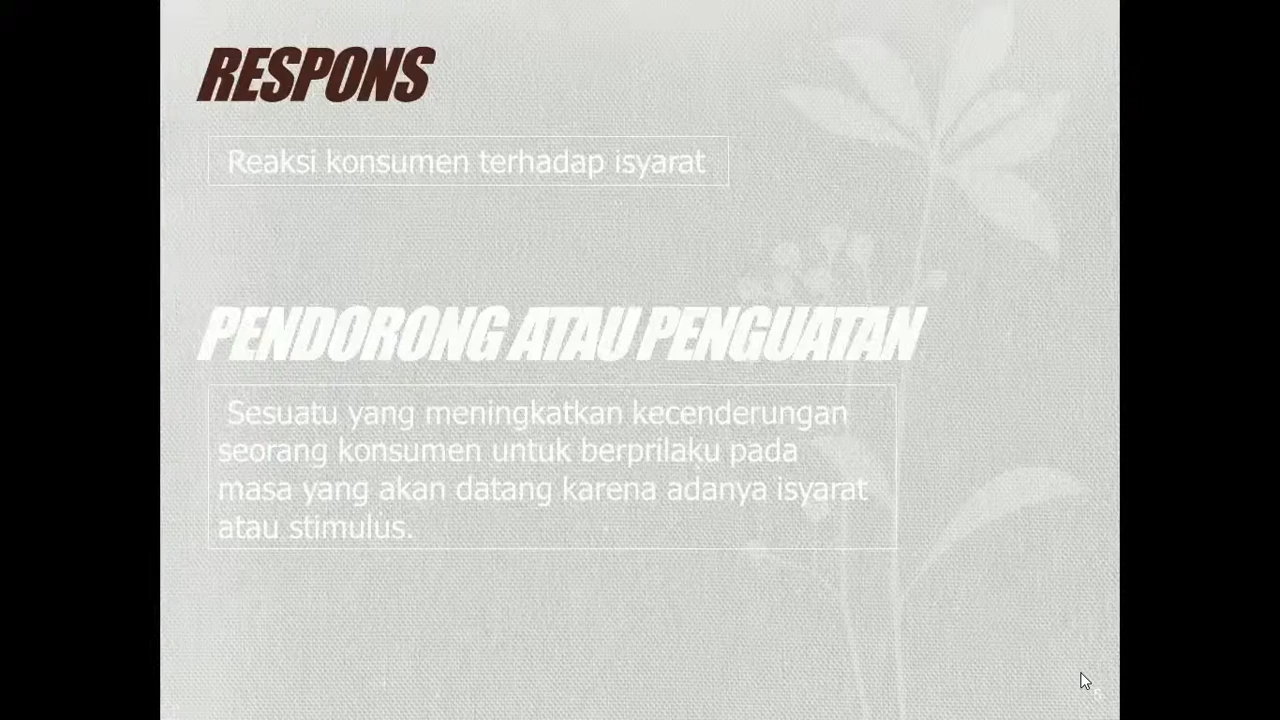 RESPONS
Reaksi konsumen terhadap isyarat
PENDORONG ATAU PENGUATAN
Sesuatu yang meningkatkan kecenderungan
seorang konsumen untuk berprilaku pada
masa yang akan datang karena adanya isyarat
atau stimulus.